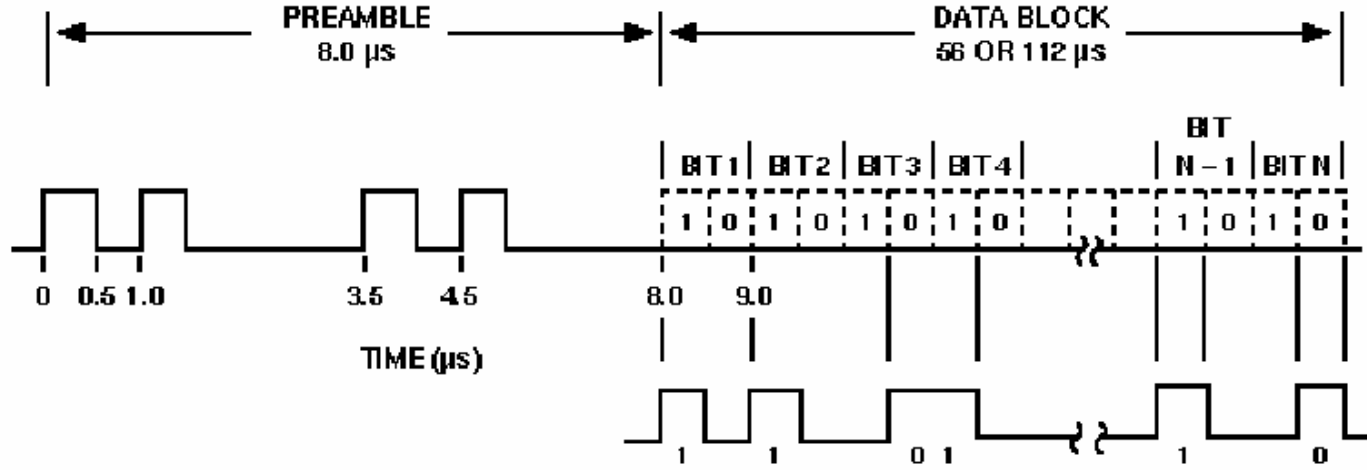 PREAMBLE
8.0 µs
DATA BLOCK
56 OR 112 µs
BIT 1 BIT 2 BIT 3 BIT 4 BIT N – 1 BIT N
1 0 1 0 1 0 1 0 1 0 1 0
0 0.5 1.0 3.5 4.5 8.0 9.0
TIME (µs)
1 1 0 1 1 0